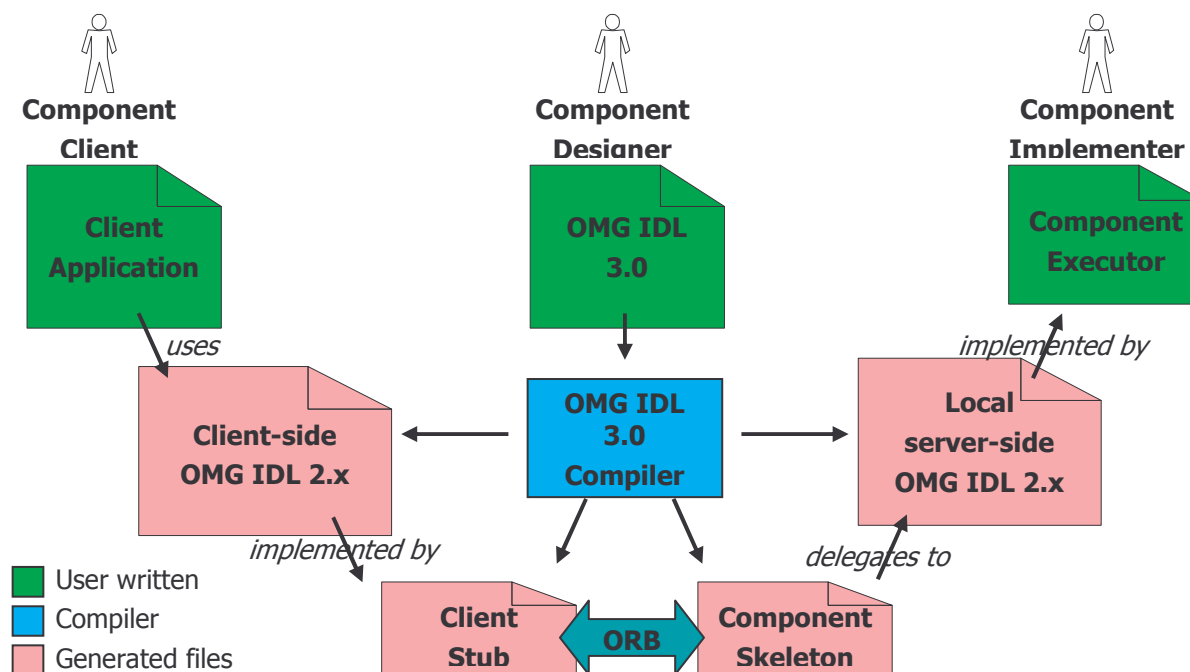 Component
Client
Component
Designer
Component
Implementer
Client
Application
OMG IDL
3.0
Component
Executor
uses
implemented by
Client-side
OMG IDL 2.x
OMG IDL
3.0
Compiler
Local
server-side
OMG IDL 2.x
implemented by
delegates to
User written
Compiler
Generated files
Client
Stub
ORB
Component
Skeleton